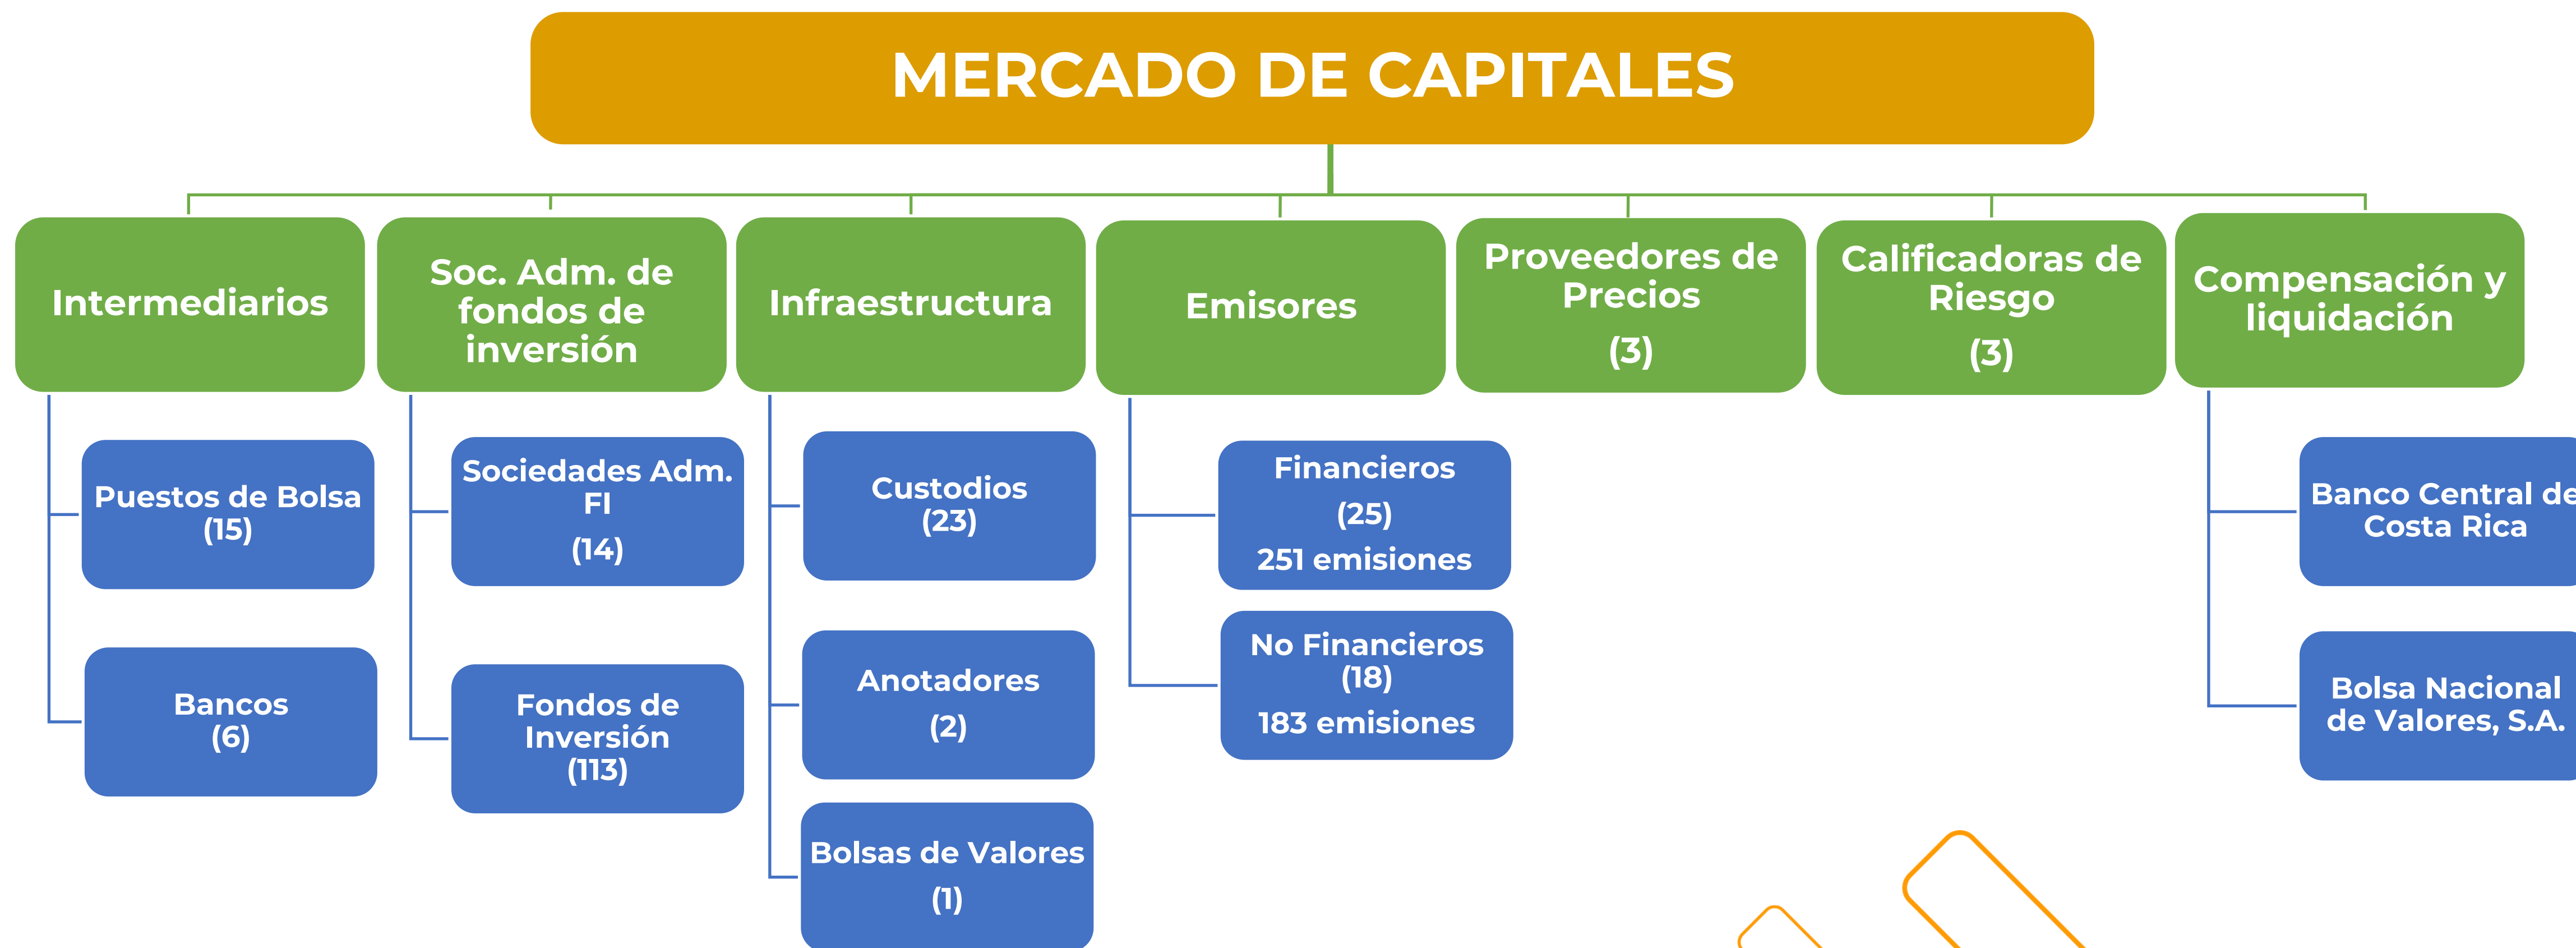 MERCADO DE CAPITALES
Intermediarios
Soc. Adm. de
fondos de
inversión
Infraestructura
Emisores
Proveedores de
Precios
(3)
Calificadoras de
Riesgo
(3)
Compensación y
liquidación
Puestos de Bolsa
(15)
Bancos
(6)
Sociedades Adm.
FI
(14)
Fondos de
Inversión
(113)
Custodios
(23)
Anotadores
(2)
Bolsas de Valores
(1)
Financieros
(25)
251 emisiones
No Financieros
(18)
183 emisiones
Banco Central de
Costa Rica
Bolsa Nacional
de Valores, S.A.